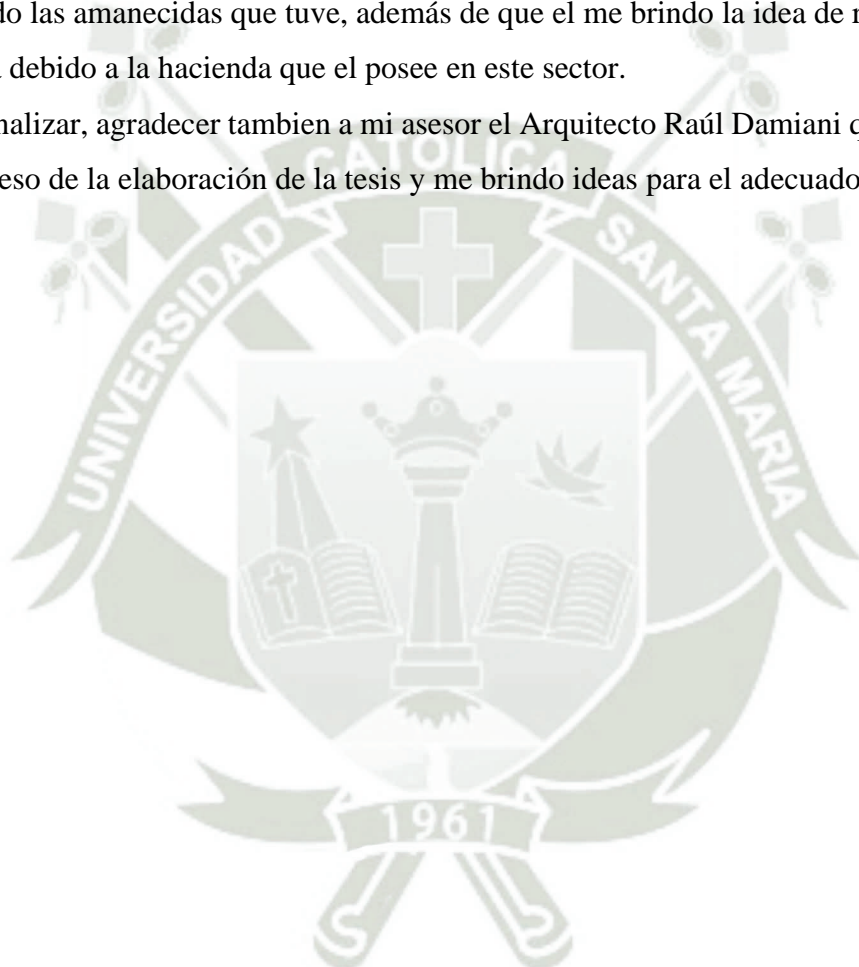 do las amanecidas que tuve, además de que el me brindo la idea de
debido a la hacienda que el posee en este sector.
nalizar, agradecer tambien a mi asesor el Arquitecto Raúl Damiani
eso de la elaboración de la tesis y me brindo ideas para el adecuado
UNIVERSIDAD CATOLICA SANTA MARIA
1961